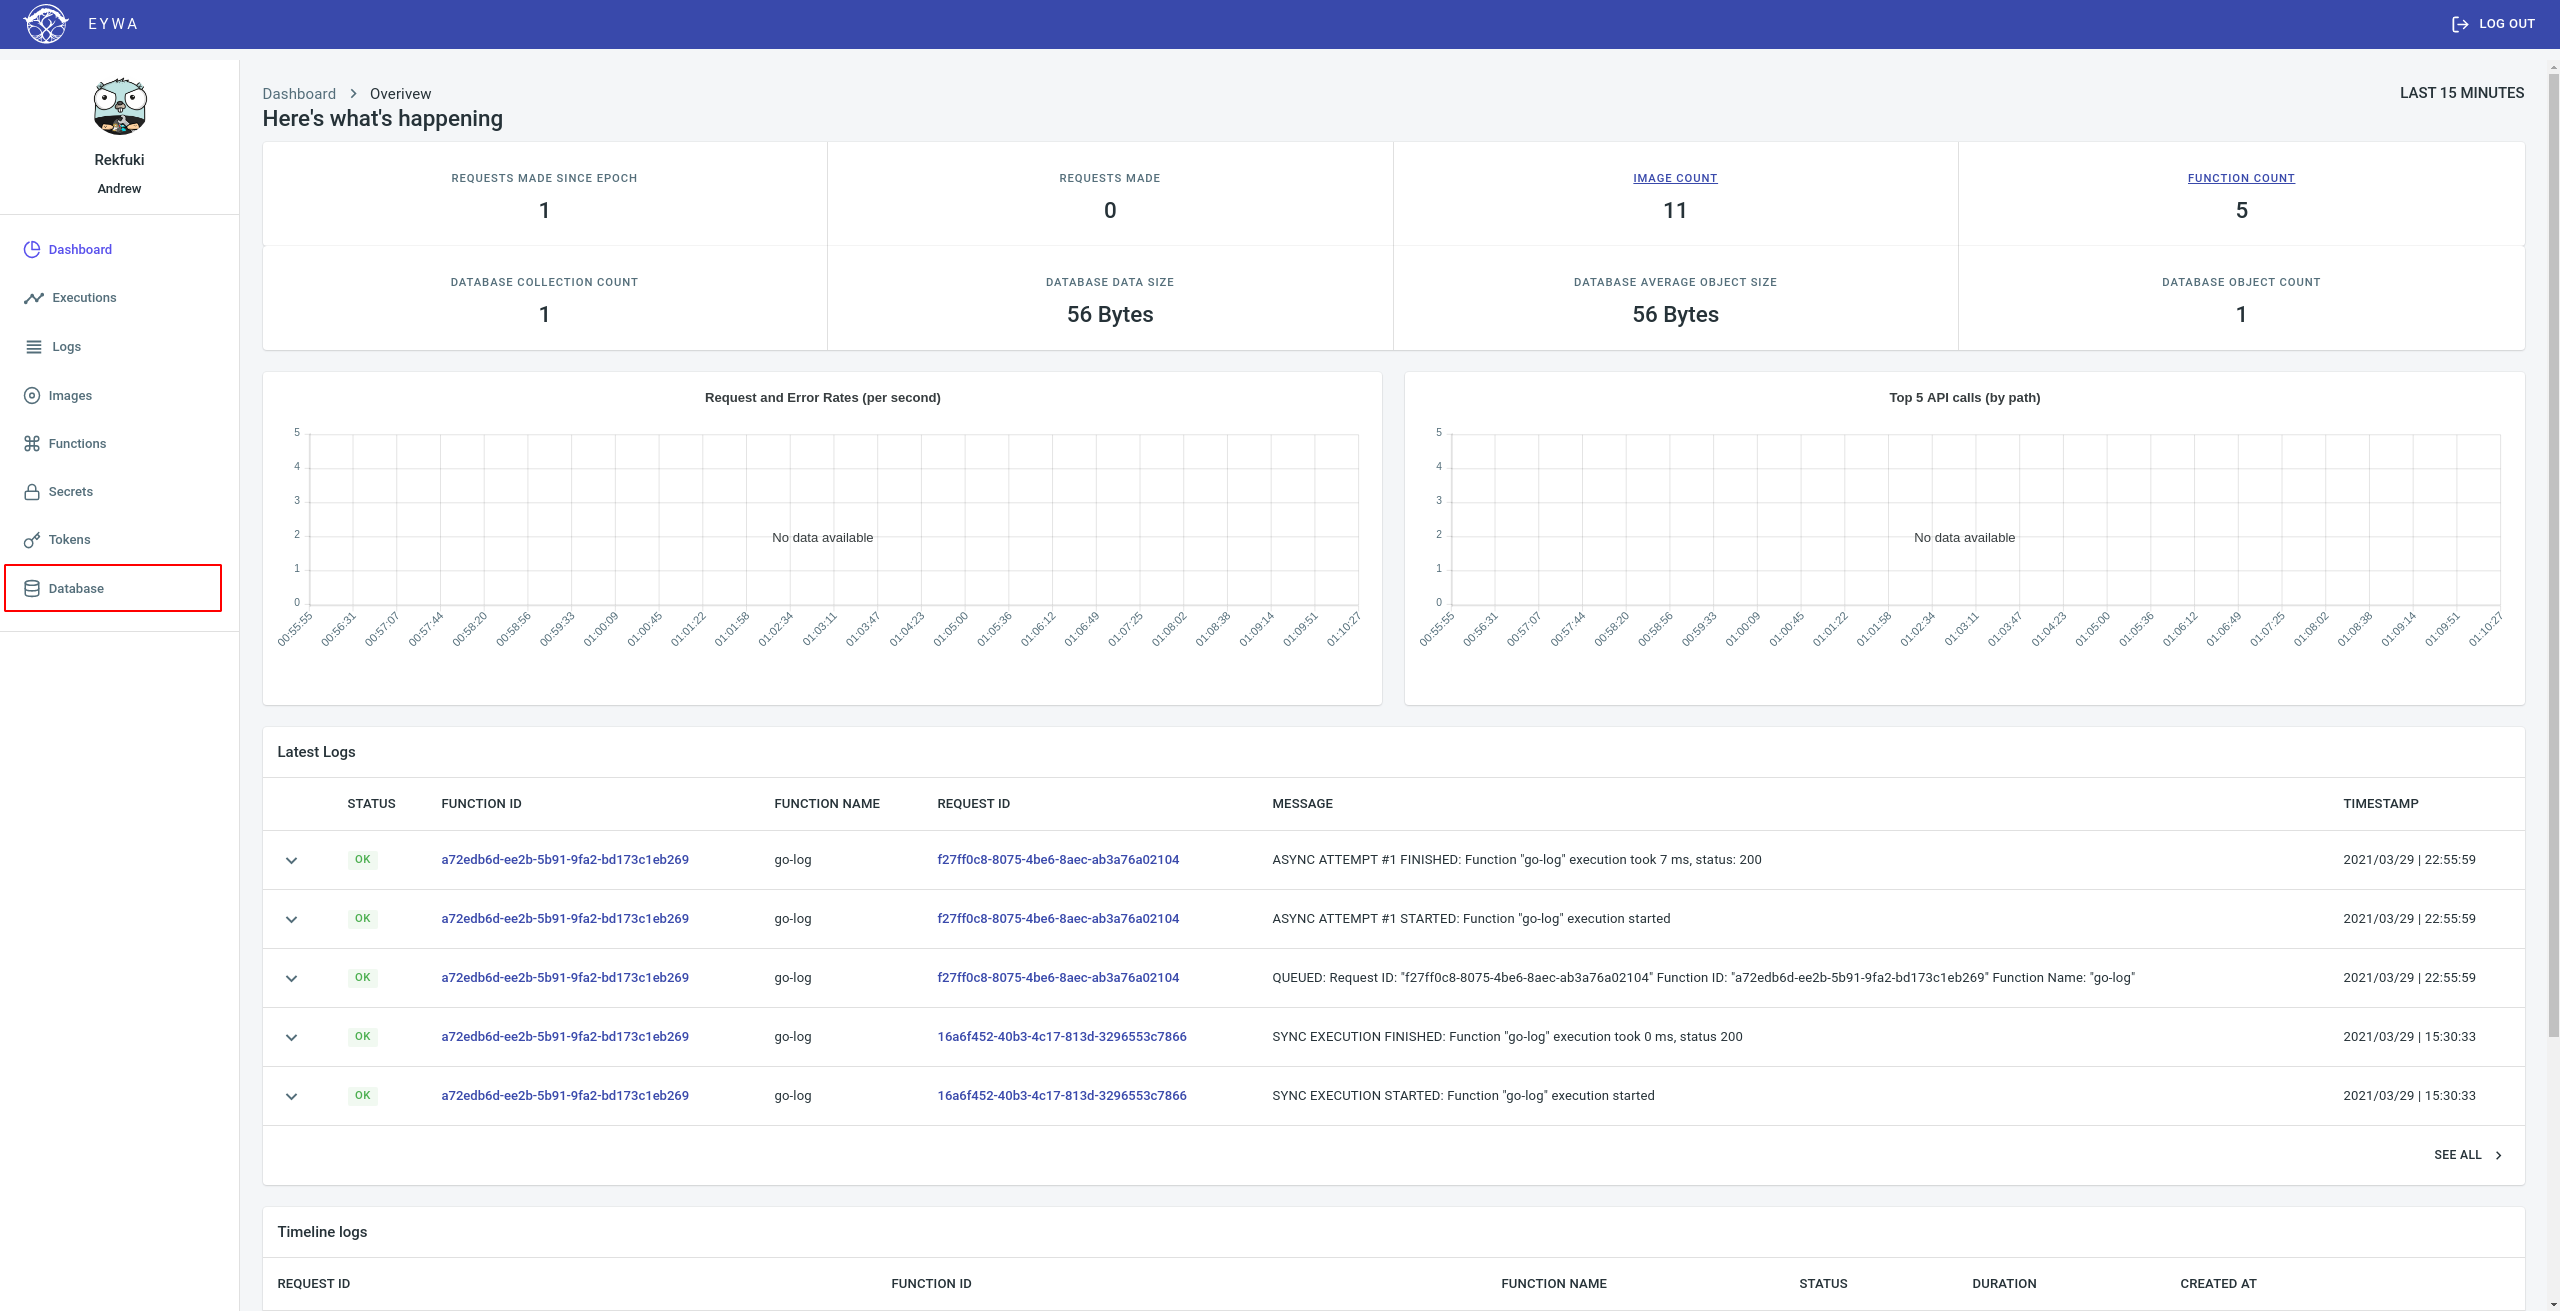 EYWA
LOG OUT
Rekfuki
Andrew
Dashboard
Executions
Logs
Images
Functions
Secrets
Tokens
Database
Dashboard > Overivew
LAST 15 MINUTES
Here's what's happening
REQUESTS MADE SINCE EPOCH
1
REQUESTS MADE
0
IMAGE COUNT
11
FUNCTION COUNT
5
DATABASE COLLECTION COUNT
1
DATABASE DATA SIZE
56 Bytes
DATABASE AVERAGE OBJECT SIZE
56 Bytes
DATABASE OBJECT COUNT
1
Request and Error Rates (per second)
5
4
3
2
1
0
No data available
00:55:55 00:56:31 00:57:07 00:57:44 00:58:20 00:58:56 00:59:33 01:00:09 01:00:45 01:01:22 01:01:58 01:02:34 01:03:11 01:03:47 01:04:23 01:05:00 01:05:36 01:06:12 01:06:49 01:07:25 01:08:02 01:08:38 01:09:14 01:09:51 01:10:27
Top 5 API calls (by path)
5
4
3
2
1
0
No data available
00:55:55 00:56:31 00:57:07 00:57:44 00:58:20 00:58:56 00:59:33 01:00:09 01:00:45 01:01:22 01:01:58 01:02:34 01:03:11 01:03:47 01:04:23 01:05:00 01:05:36 01:06:12 01:06:49 01:07:25 01:08:02 01:08:38 01:09:14 01:09:51 01:10:27
Latest Logs
STATUS FUNCTION ID FUNCTION NAME REQUEST ID MESSAGE TIMESTAMP
OK a72edb6d-ee2b-5b91-9fa2-bd173c1eb269 go-log f27ff0c8-8075-4be6-8aec-ab3a76a02104 ASYNC ATTEMPT #1 FINISHED: Function "go-log" execution took 7 ms, status: 200 2021/03/29 | 22:55:59
OK a72edb6d-ee2b-5b91-9fa2-bd173c1eb269 go-log f27ff0c8-8075-4be6-8aec-ab3a76a02104 ASYNC ATTEMPT #1 STARTED: Function "go-log" execution started 2021/03/29 | 22:55:59
OK a72edb6d-ee2b-5b91-9fa2-bd173c1eb269 go-log f27ff0c8-8075-4be6-8aec-ab3a76a02104 QUEUED: Request ID: "f27ff0c8-8075-4be6-8aec-ab3a76a02104" Function ID: "a72edb6d-ee2b-5b91-9fa2-bd173c1eb269" Function Name: "go-log" 2021/03/29 | 22:55:59
OK a72edb6d-ee2b-5b91-9fa2-bd173c1eb269 go-log 16a6f452-40b3-4c17-813d-3296553c7866 SYNC EXECUTION FINISHED: Function "go-log" execution took 0 ms, status 200 2021/03/29 | 15:30:33
OK a72edb6d-ee2b-5b91-9fa2-bd173c1eb269 go-log 16a6f452-40b3-4c17-813d-3296553c7866 SYNC EXECUTION STARTED: Function "go-log" execution started 2021/03/29 | 15:30:33
SEE ALL >
Timeline logs
REQUEST ID FUNCTION ID FUNCTION NAME STATUS DURATION CREATED AT